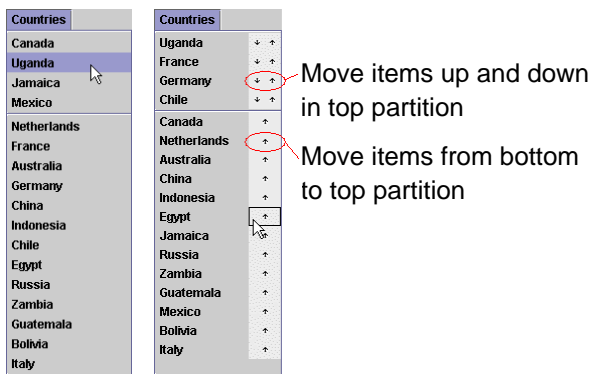 Countries
Canada
Uganda
Jamaica
Mexico
Netherlands
France
Australia
Germany
China
Indonesia
Chile
Egypt
Russia
Zambia
Guatemala
Bolivia
Italy
Countries
Uganda ↓ ↑
France ↓ ↑
Germany ↓ ↑
Chile ↓ ↑
Canada ↑
Netherlands ↑
Australia ↑
China ↑
Indonesia ↑
Egypt ↑
Jamaica ↑
Russia ↑
Zambia ↑
Guatemala ↑
Mexico ↑
Bolivia ↑
Italy ↑
Move items up and down
in top partition
Move items from bottom
to top partition